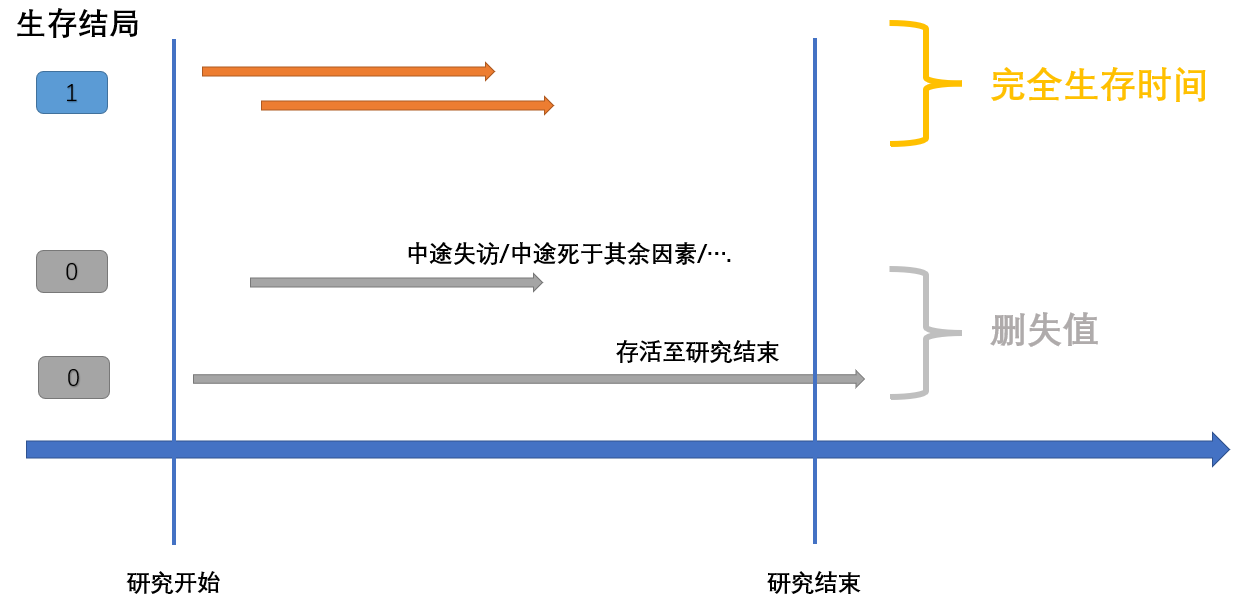 生存结局
1
完全生存时间
中途失访/中途死于其余因素/….
0
删失值
存活至研究结束
0
研究开始
研究结束